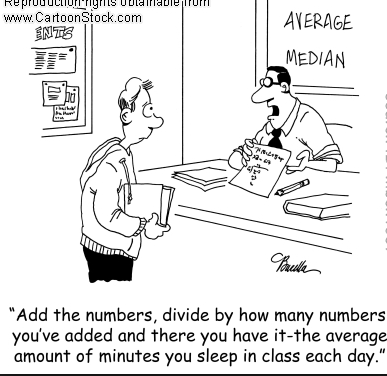 Reproduction rights obtainable from
www.CartoonStock.com
ENTS
AVERAGE
MEDIAN
"Add the numbers, divide by how many numbers
you've added and there you have it-the average
amount of minutes you sleep in class each day."